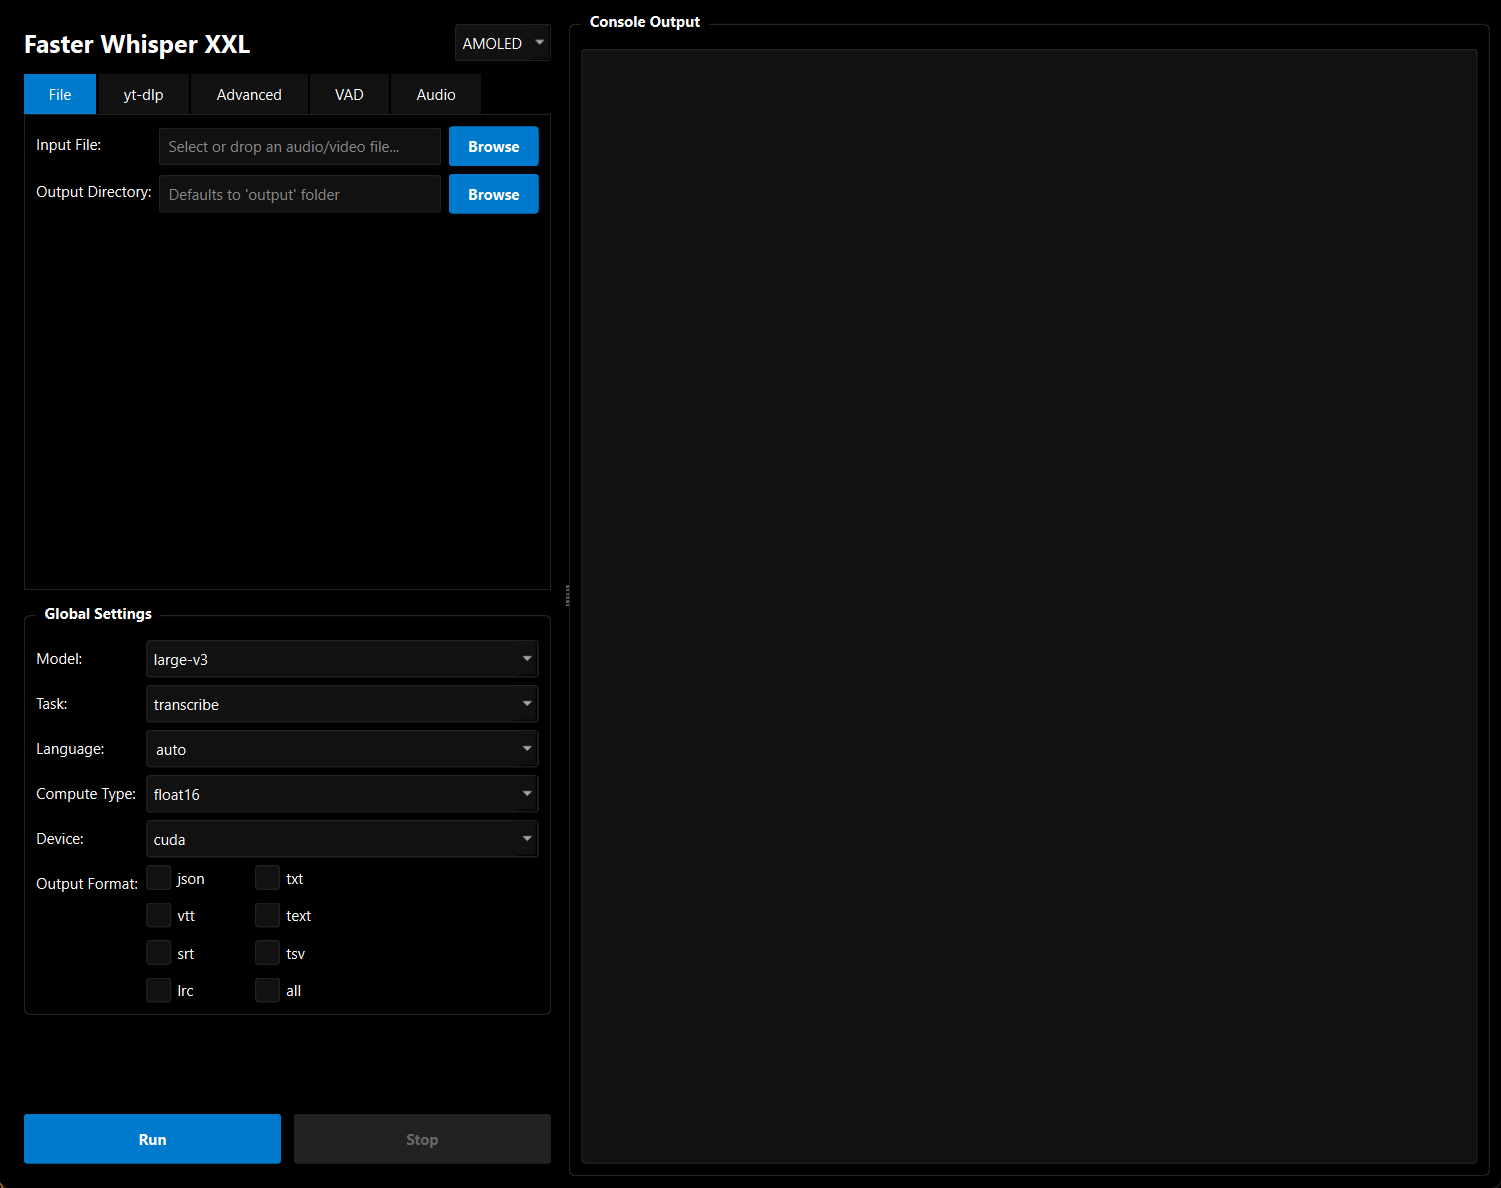 Faster Whisper XXL
AMOLED
File yt-dlp Advanced VAD Audio
Input File: Select or drop an audio/video file... Browse
Output Directory: Defaults to 'output' folder Browse
Global Settings
Model: large-v3
Task: transcribe
Language: auto
Compute Type: float16
Device: cuda
Output Format: json txt
vtt text
srt tsv
lrc all
Run Stop
Console Output